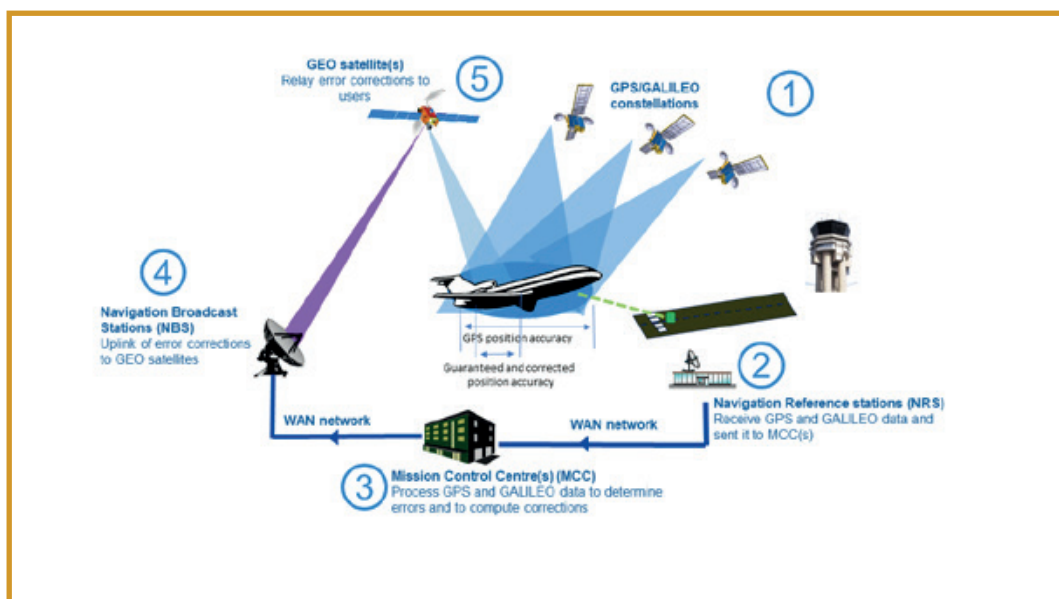 GEO satellite(s)
Relay error corrections to
users
5
GPS/GALILEO
constellations
1
4
Navigation Broadcast
Stations (NBS)
Uplink of error corrections
to GEO satellites
GPS position accuracy
Guaranteed and corrected
position accuracy
2
Navigation Reference stations (NRS)
Receive GPS and GALILEO data and
sent it to MCC(s)
WAN network
WAN network
3
Mission Control Centre(s) (MCC)
Process GPS and GALILEO data to determine
errors and to compute corrections